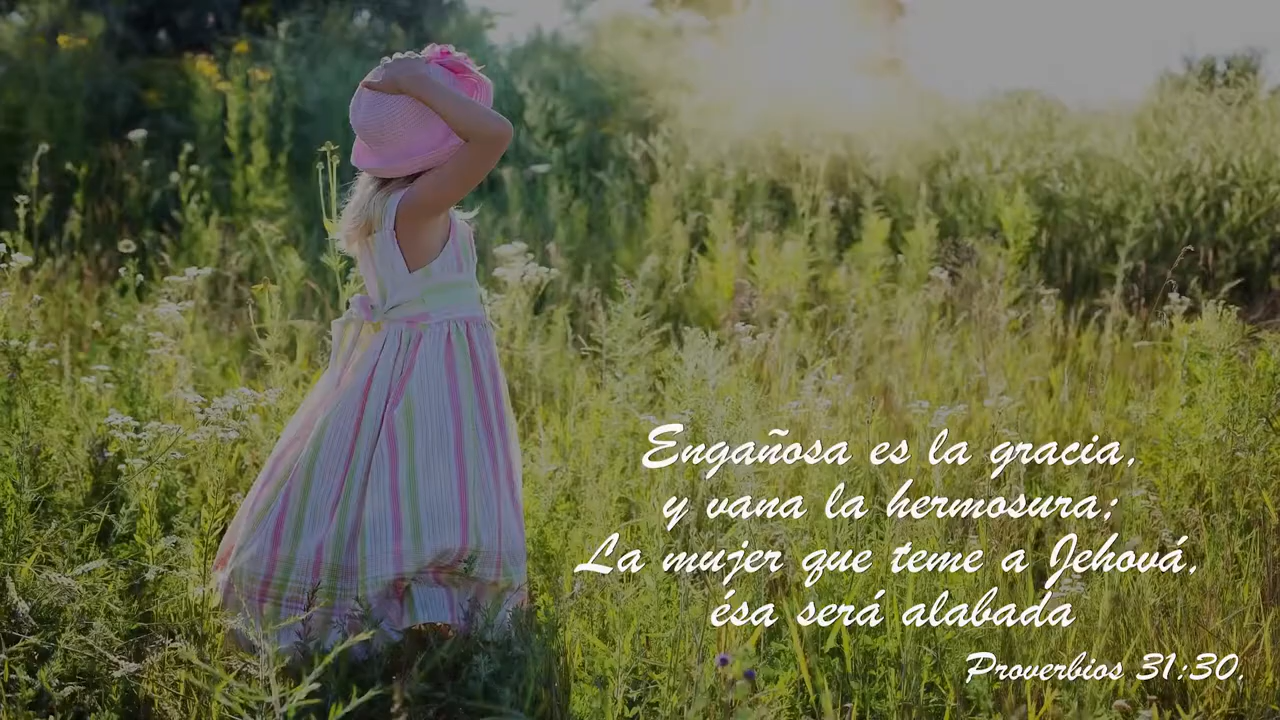 Engañosa es la gracia,
y vana la hermosura;
La mujer que teme a Jehová,
ésa será alabada
Proverbios 31:30.